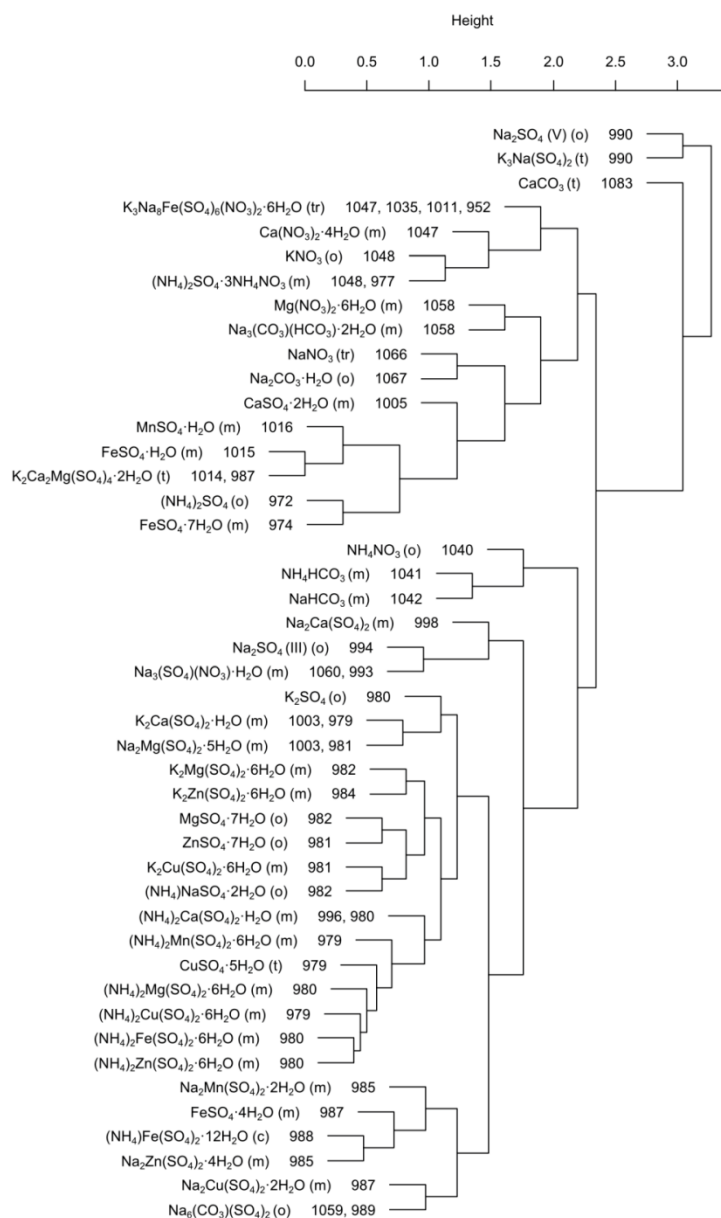 Height
0.0 0.5 1.0 1.5 2.0 2.5 3.0
Na₂SO₄ (V) (o) 990
K₃Na(SO₄)₂ (t) 990
CaCO₃ (t) 1083
K₃Na₈Fe(SO₄)₆(NO₃)₂·6H₂O (tr) 1047, 1035, 1011, 952
Ca(NO₃)₂·4H₂O (m) 1047
KNO₃ (o) 1048
(NH₄)₂SO₄·3NH₄NO₃ (m) 1048, 977
Mg(NO₃)₂·6H₂O (m) 1058
Na₃(CO₃)(HCO₃)·2H₂O (m) 1058
NaNO₃ (tr) 1066
Na₂CO₃·H₂O (o) 1067
CaSO₄·2H₂O (m) 1005
MnSO₄·H₂O (m) 1016
FeSO₄·H₂O (m) 1015
K₂Ca₂Mg(SO₄)₄·2H₂O (t) 1014, 987
(NH₄)₂SO₄ (o) 972
FeSO₄·7H₂O (m) 974
NH₄NO₃ (o) 1040
NH₄HCO₃ (m) 1041
NaHCO₃ (m) 1042
Na₂Ca(SO₄)₂ (m) 998
Na₂SO₄ (III) (o) 994
Na₃(SO₄)(NO₃)·H₂O (m) 1060, 993
K₂SO₄ (o) 980
K₂Ca(SO₄)₂·H₂O (m) 1003, 979
Na₂Mg(SO₄)₂·5H₂O (m) 1003, 981
K₂Mg(SO₄)₂·6H₂O (m) 982
K₂Zn(SO₄)₂·6H₂O (m) 984
MgSO₄·7H₂O (o) 982
ZnSO₄·7H₂O (o) 981
K₂Cu(SO₄)₂·6H₂O (m) 981
(NH₄)NaSO₄·2H₂O (o) 982
(NH₄)₂Ca(SO₄)₂·H₂O (m) 996, 980
(NH₄)₂Mn(SO₄)₂·6H₂O (m) 979
CuSO₄·5H₂O (t) 979
(NH₄)₂Mg(SO₄)₂·6H₂O (m) 980
(NH₄)₂Cu(SO₄)₂·6H₂O (m) 979
(NH₄)₂Fe(SO₄)₂·6H₂O (m) 980
(NH₄)₂Zn(SO₄)₂·6H₂O (m) 980
Na₂Mn(SO₄)₂·2H₂O (m) 985
FeSO₄·4H₂O (m) 987
(NH₄)Fe(SO₄)₂·12H₂O (c) 988
Na₂Zn(SO₄)₂·4H₂O (m) 985
Na₂Cu(SO₄)₂·2H₂O (m) 987
Na₆(CO₃)(SO₄)₂ (o) 1059, 989